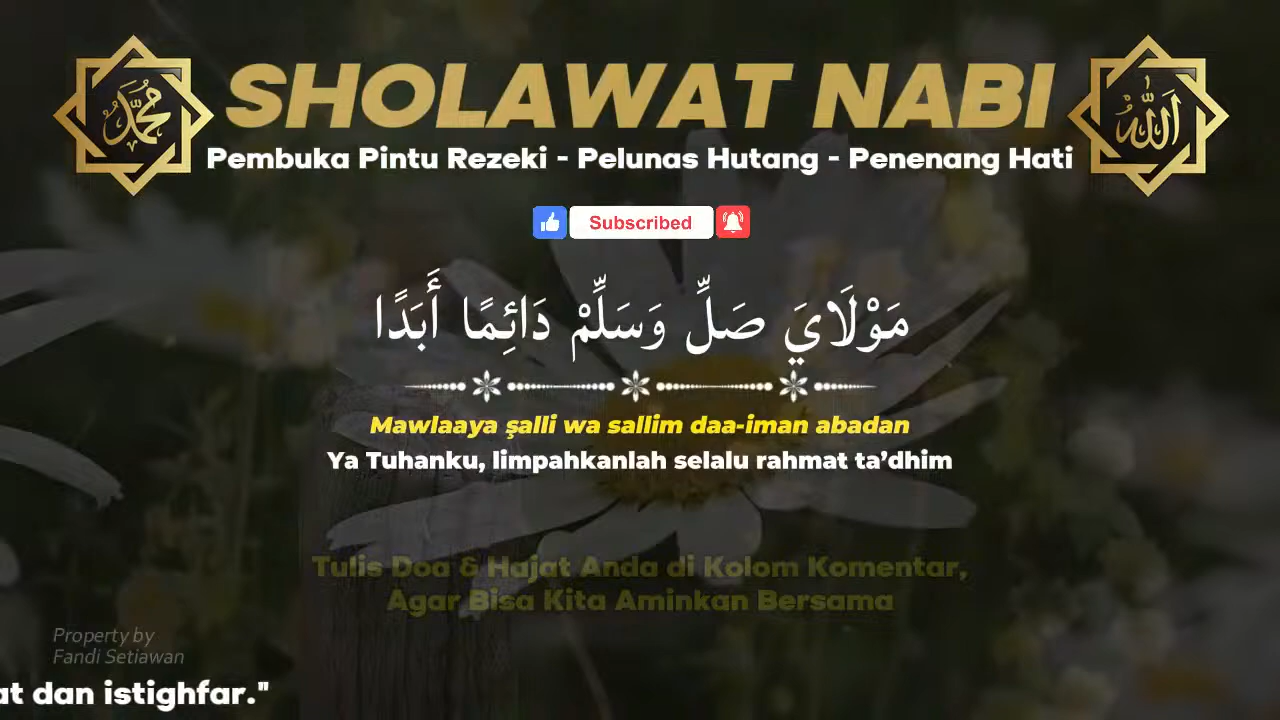 محمد
SHOLAWAT NABI
الله
Pembuka Pintu Rezeki - Pelunas Hutang - Penenang Hati
Subscribed
مَوْلَايَ صَلِّ وَسَلِّمْ دَائِمًا أَبَدًا
Mawlaaya şalli wa sallim daa-iman abadan
Ya Tuhanku, limpahkanlah selalu rahmat ta’dhim
Tulis Doa & Hajat Anda di Kolom Komentar,
Agar Bisa Kita Aminkan Bersama
Property by
Fandi Setiawan
at dan istighfar."